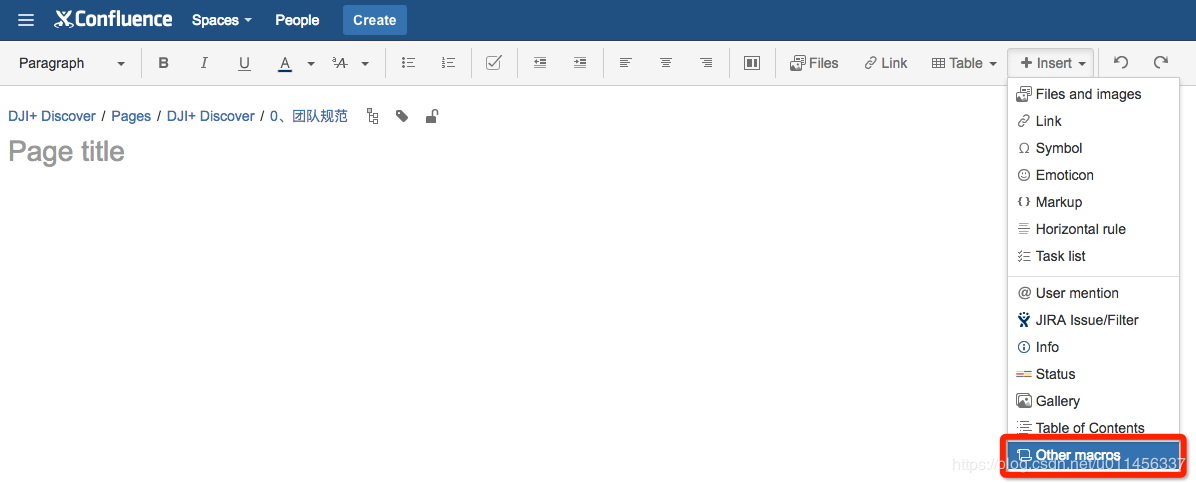 Confluence Spaces People Create
Paragraph B I U A Files Link Table Insert
DJI+ Discover / Pages / DJI+ Discover / 0、团队规范
Page title
Files and images
Link
Symbol
Emoticon
Markup
Horizontal rule
Task list
User mention
JIRA Issue/Filter
Info
Status
Gallery
Table of Contents
Other macros
https://blog.csdn.net/u011456337